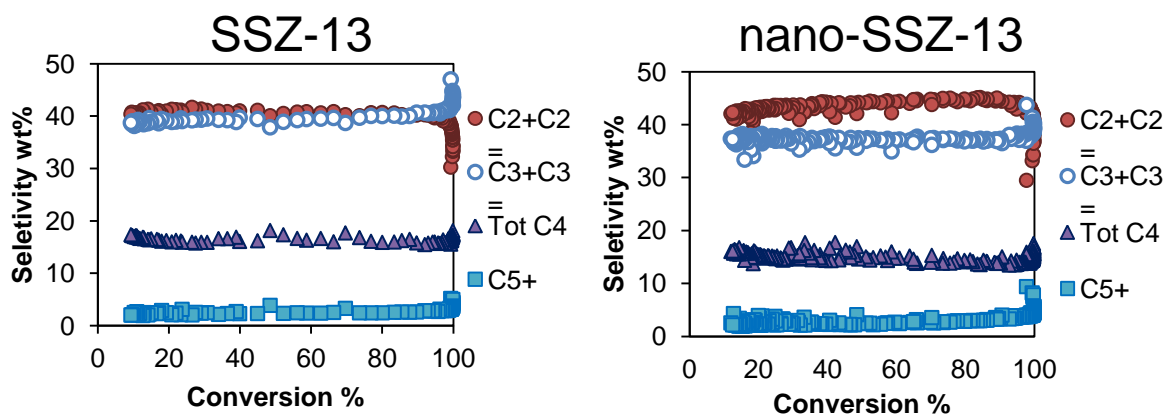 SSZ-13
50
40
30
20
10
0
0 20 40 60 80 100
Seletivity wt%
Conversion %
C2+C2
=
C3+C3
=
Tot C4
C5+
nano-SSZ-13
50
40
30
20
10
0
0 20 40 60 80 100
Seletivity wt%
Conversion %
C2+C2
=
C3+C3
=
Tot C4
C5+